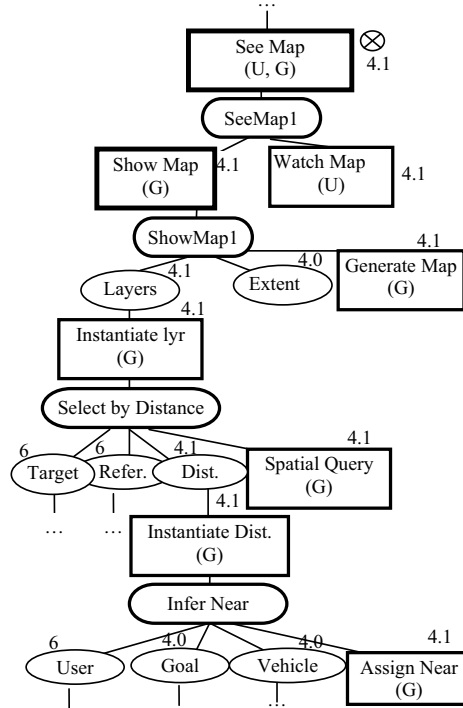 ...
See Map
(U, G)
4.1
SeeMap1
Show Map
(G)
4.1
Watch Map
(U)
4.1
ShowMap1
4.1
4.0
4.1
Layers
Extent
Generate Map
(G)
4.1
Instantiate lyr
(G)
Select by Distance
6
6
4.1
4.1
Target
Refer.
Dist.
Spatial Query
(G)
...
...
4.1
Instantiate Dist.
(G)
Infer Near
6
4.0
4.0
4.1
User
Goal
Vehicle
Assign Near
(G)
...